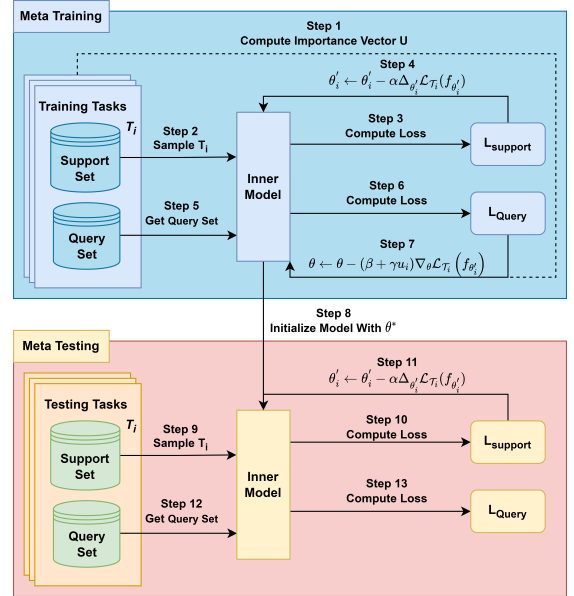 Meta Training
Step 1
Compute Importance Vector U
Step 4
θ′ᵢ ← θ′ᵢ − αΔ_{θ′ᵢ} ℒ_{𝒯ᵢ}(f_{θ′ᵢ})
Training Tasks
Tᵢ
Support
Set
Query
Set
Step 2
Sample Tᵢ
Step 5
Get Query Set
Inner
Model
Step 3
Compute Loss
L_support
Step 6
Compute Loss
L_Query
Step 7
θ ← θ − (β + γuᵢ)∇_θ ℒ_{𝒯ᵢ} (f_{θ′ᵢ})
Step 8
Initialize Model With θ*
Meta Testing
Step 11
θ′ᵢ ← θ′ᵢ − αΔ_{θ′ᵢ} ℒ_{𝒯ᵢ}(f_{θ′ᵢ})
Testing Tasks
Tᵢ
Support
Set
Query
Set
Step 9
Sample Tᵢ
Step 12
Get Query Set
Inner
Model
Step 10
Compute Loss
L_support
Step 13
Compute Loss
L_Query